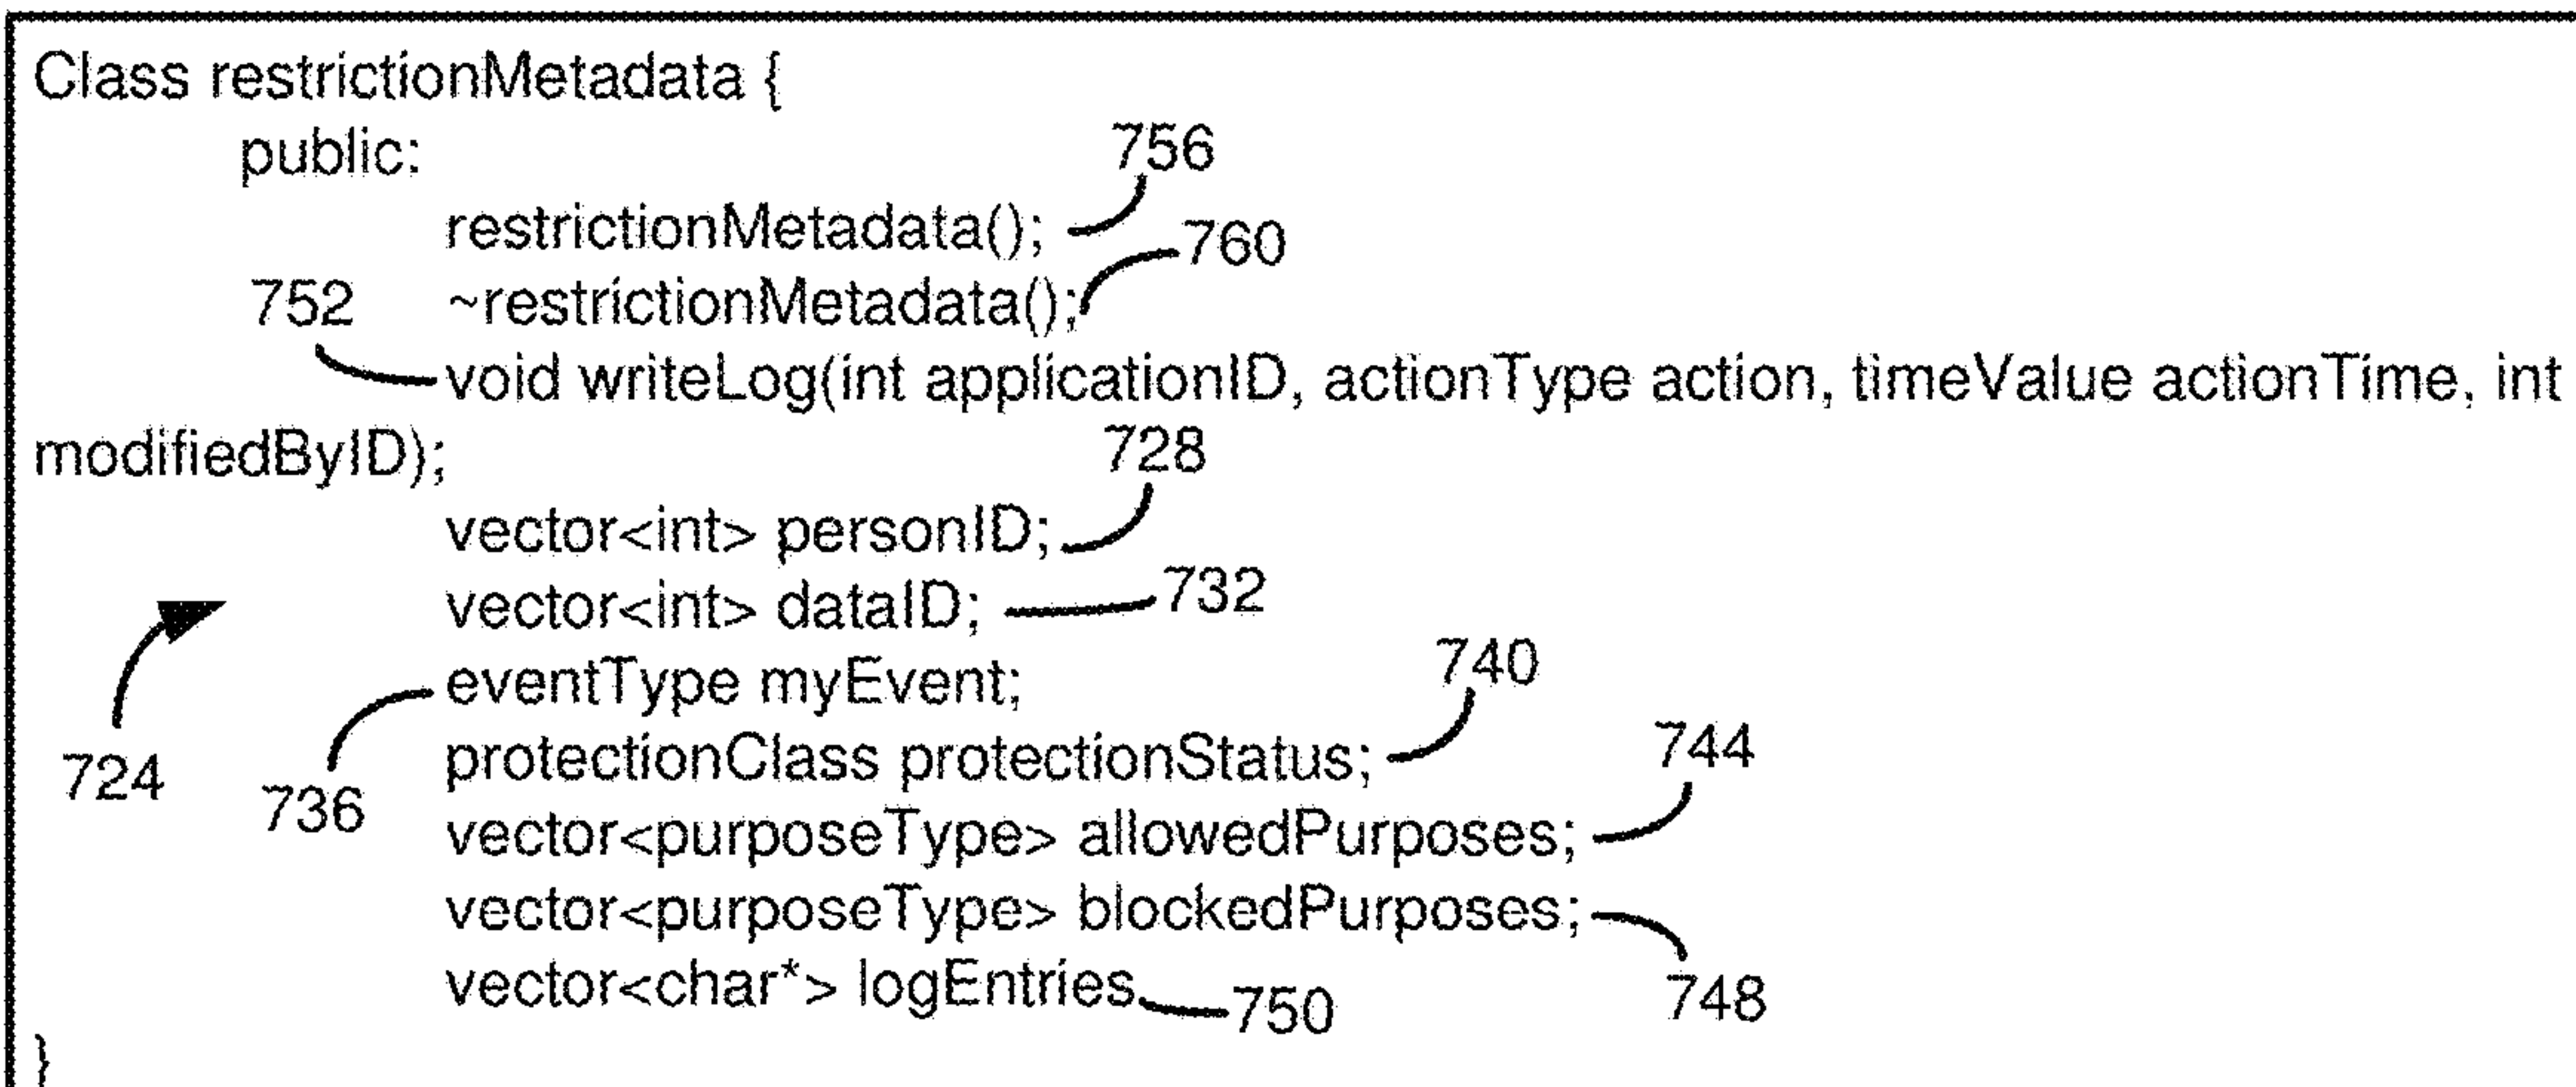 Class restrictionMetadata {
public:
756
restrictionMetadata();
760
752
~restrictionMetadata();
void writeLog(int applicationID, actionType action, timeValue actionTime, int
modifiedByID);
728
vector<int> personID;
vector<int> dataID;
732
eventType myEvent;
740
724
736
protectionClass protectionStatus;
744
vector<purposeType> allowedPurposes;
vector<purposeType> blockedPurposes;
vector<char*> logEntries
750
748
}